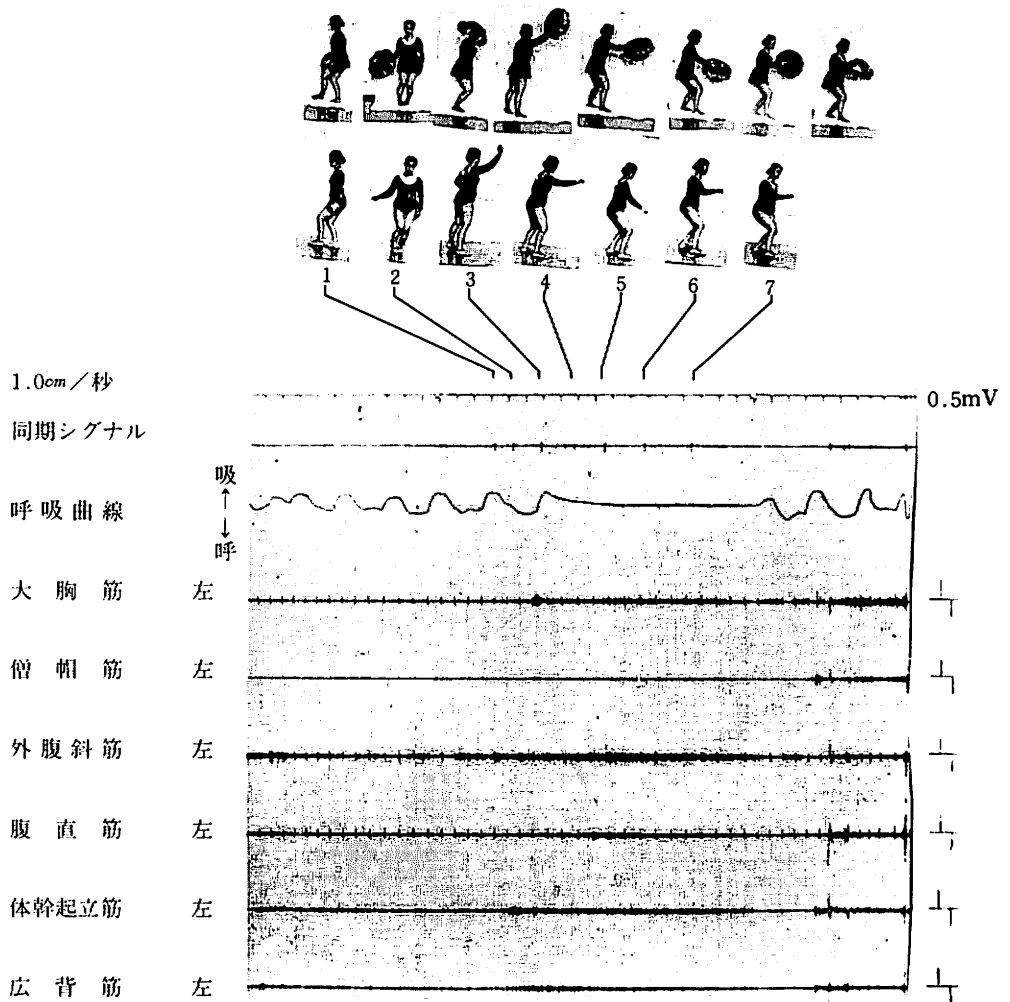 1 2 3 4 5 6 7
1.0cm/秒
0.5mV
同期シグナル
吸
呼吸曲線
呼
大胸筋 左
僧帽筋 左
外腹斜筋 左
腹直筋 左
体幹起立筋 左
広背筋 左